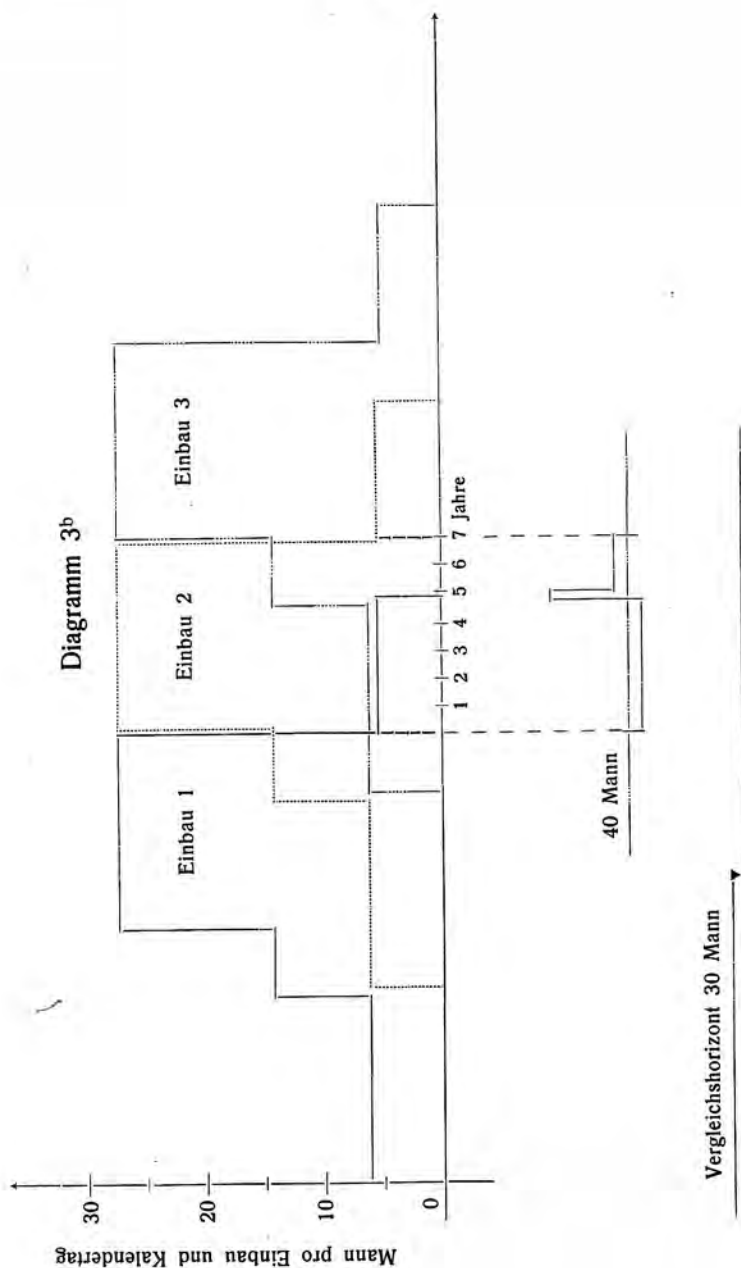 Diagramm 3b
Mann pro Einbau und Kalendertag
30
20
10
0
Einbau 1
Einbau 2
Einbau 3
1 2 3 4 5 6 7 Jahre
40 Mann
Vergleichshorizont 30 Mann